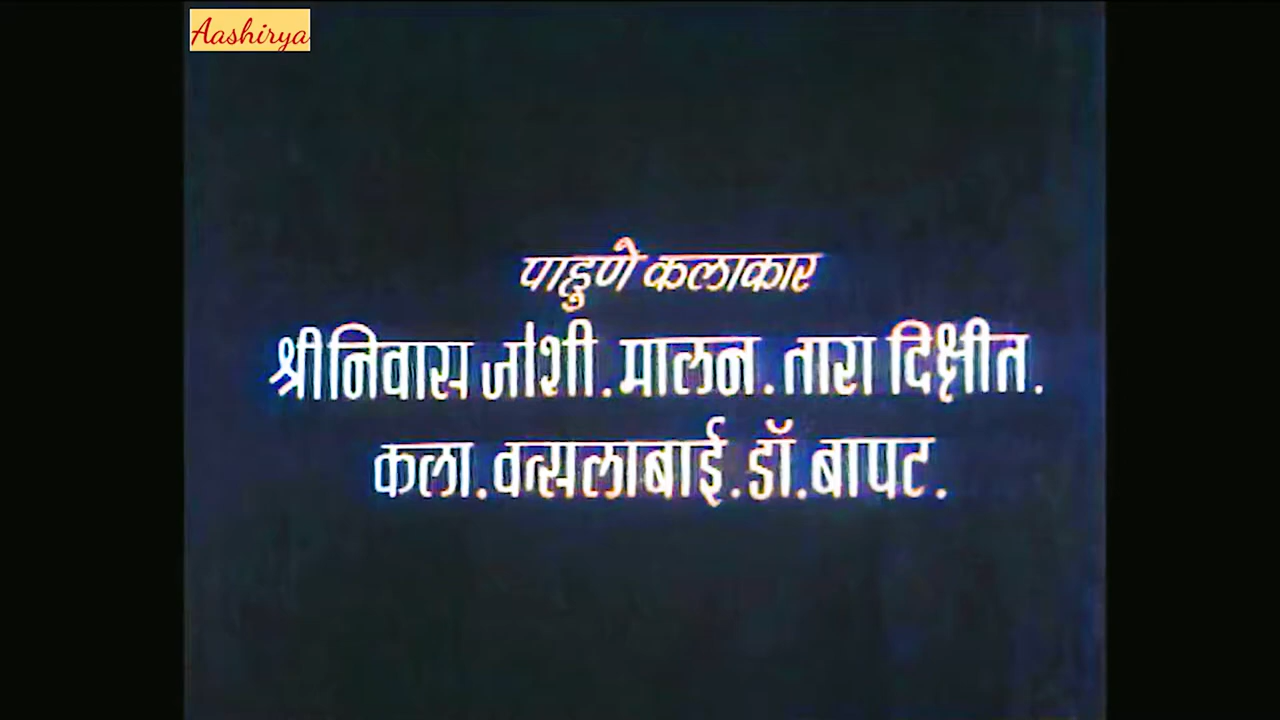 Aashirya
पाहुणे कलाकार
श्रीनिवास जोशी. मालन. तारा दिक्षीत.
कला. वत्सलाबाई. डॉ. बापट.